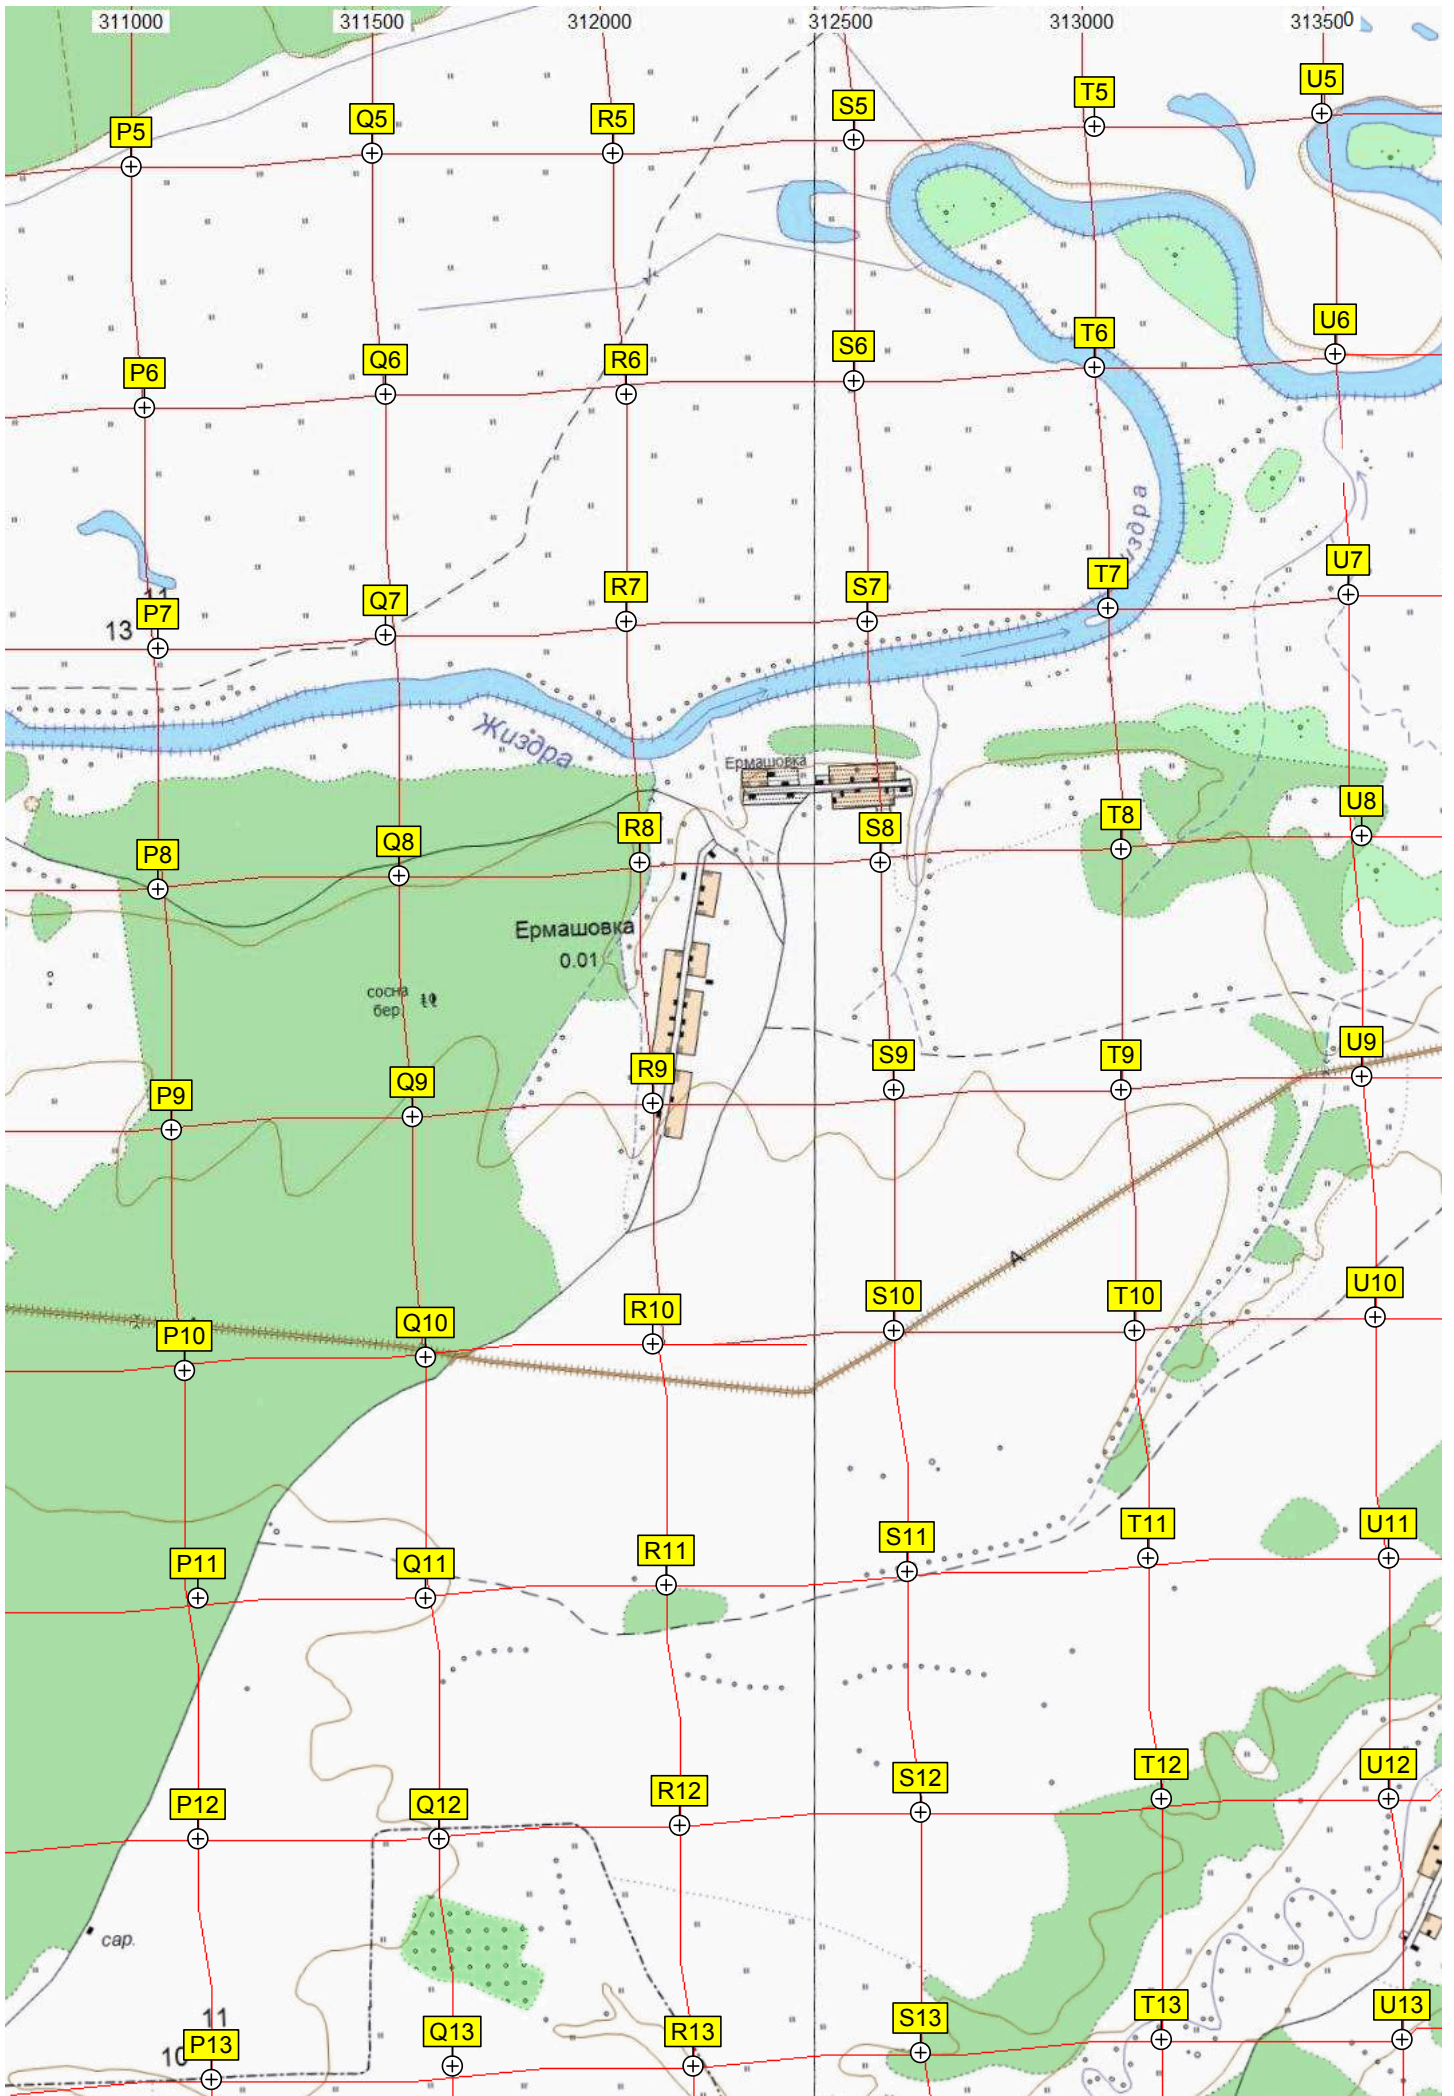 311000 311500 312000 312500 313000 313500
P5 Q5 R5 S5 T5 U5
P6 Q6 R6 S6 T6 U6
P7 Q7 R7 S7 T7 U7
13
Жиздра
Ермашовка
P8 Q8 R8 S8 T8 U8
Ермашовка
0.01
сосна
бер.
P9 Q9 R9 S9 T9 U9
P10 Q10 R10 S10 T10 U10
P11 Q11 R11 S11 T11 U11
P12 Q12 R12 S12 T12 U12
сар.
11
10
P13 Q13 R13 S13 T13 U13